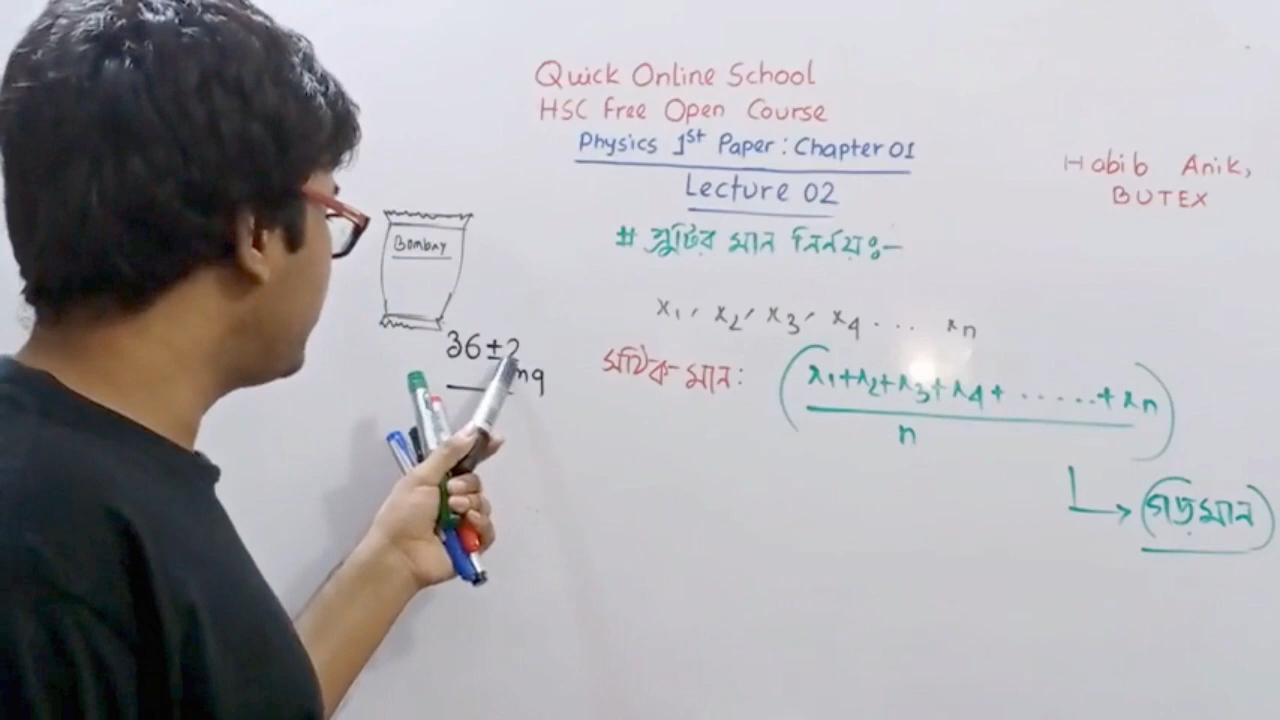 Quick Online School
HSC Free Open Course
Physics 1st Paper : Chapter 01
Lecture 02
Habib Anik,
BUTEX
# ত্রুটির মান নির্নয়ঃ-
Bombay
x₁, x₂, x₃, x₄ .... xₙ
36 ± 2
mg
সঠিক মান: (x₁+x₂+x₃+x₄+ ......+xₙ)
n
(গড়মান)